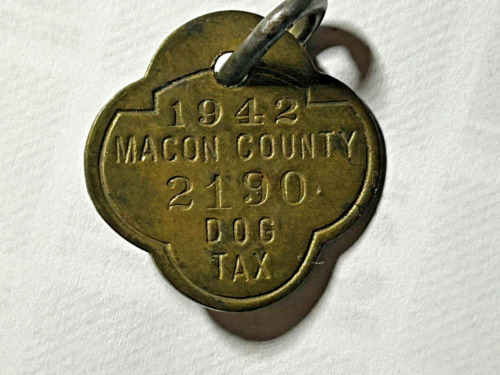 1942
MACON COUNTY
2190
DOG
TAX